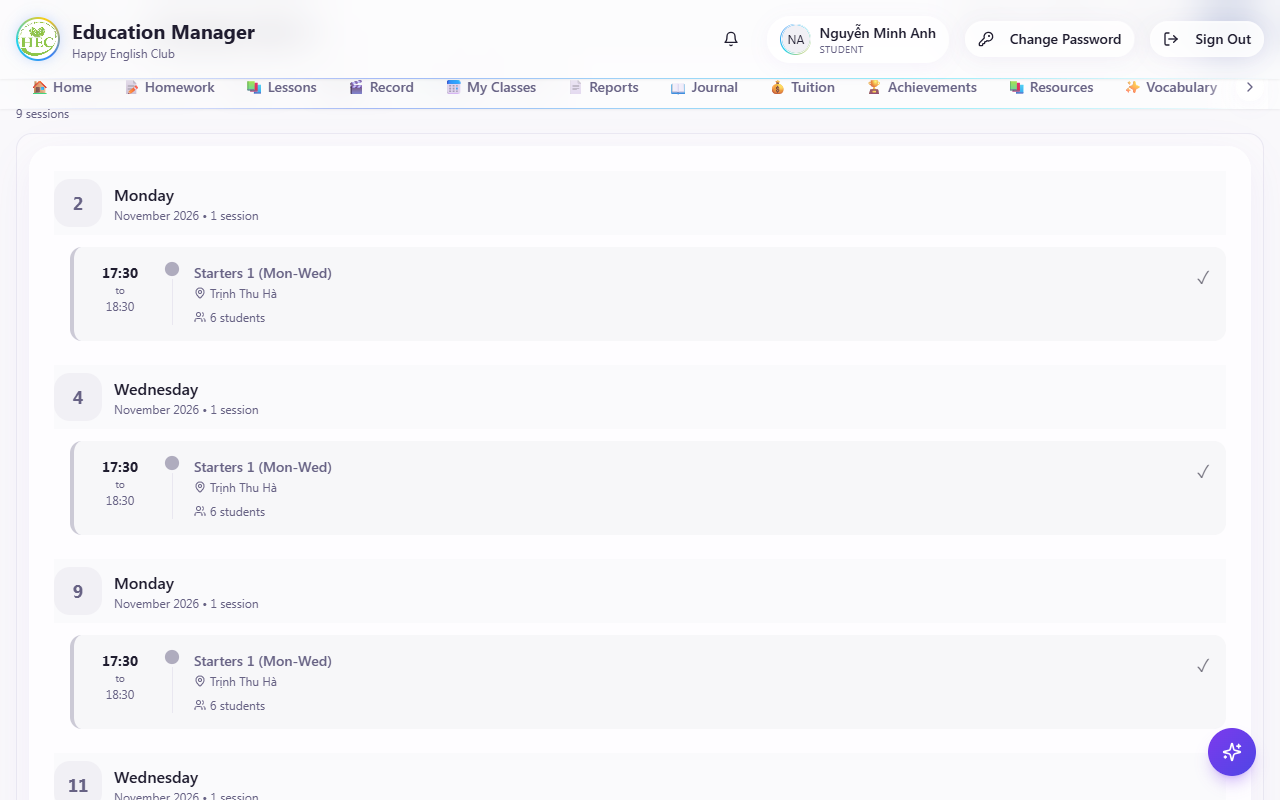 HEC
Education Manager
Happy English Club
NA
Nguyễn Minh Anh
STUDENT
Change Password
Sign Out
Home
Homework
Lessons
Record
My Classes
Reports
Journal
Tuition
Achievements
Resources
Vocabulary
9 sessions
2
Monday
November 2026 • 1 session
17:30
to
18:30
Starters 1 (Mon-Wed)
Trịnh Thu Hà
6 students
4
Wednesday
November 2026 • 1 session
17:30
to
18:30
Starters 1 (Mon-Wed)
Trịnh Thu Hà
6 students
9
Monday
November 2026 • 1 session
17:30
to
18:30
Starters 1 (Mon-Wed)
Trịnh Thu Hà
6 students
11
Wednesday
November 2026 • 1 session